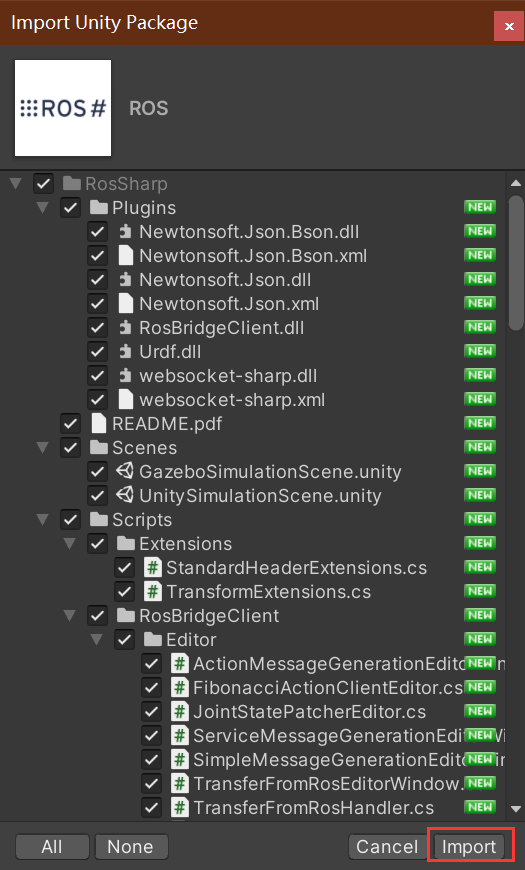 Import Unity Package
ROS #
ROS
RosSharp
Plugins NEW
Newtonsoft.Json.Bson.dll NEW
Newtonsoft.Json.Bson.xml NEW
Newtonsoft.Json.dll NEW
Newtonsoft.Json.xml NEW
RosBridgeClient.dll NEW
Urdf.dll NEW
websocket-sharp.dll NEW
websocket-sharp.xml NEW
README.pdf NEW
Scenes NEW
GazeboSimulationScene.unity NEW
UnitySimulationScene.unity NEW
Scripts NEW
Extensions NEW
StandardHeaderExtensions.cs NEW
TransformExtensions.cs NEW
RosBridgeClient NEW
Editor NEW
ActionMessageGenerationEdito NEW
FibonacciActionClientEditor.cs NEW
JointStatePatcherEditor.cs NEW
ServiceMessageGenerationEdit NEW
SimpleMessageGenerationEdito NEW
TransferFromRosEditorWindow. NEW
TransferFromRosHandler.cs NEW
All None Cancel Import